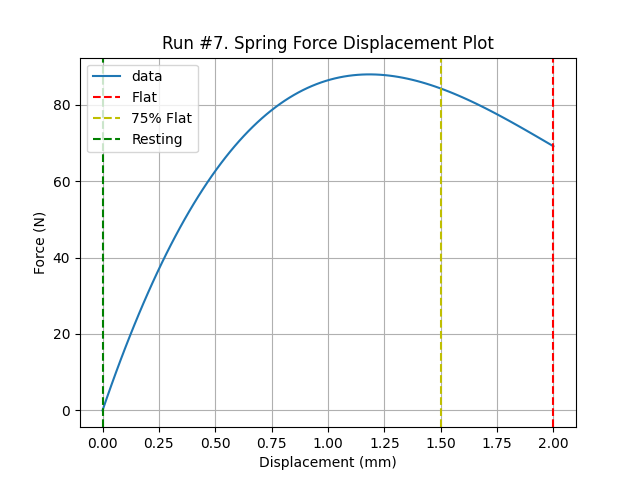 Run #7. Spring Force Displacement Plot
data
Flat
75% Flat
Resting
Force (N)
80
60
40
20
0
0.00 0.25 0.50 0.75 1.00 1.25 1.50 1.75 2.00
Displacement (mm)